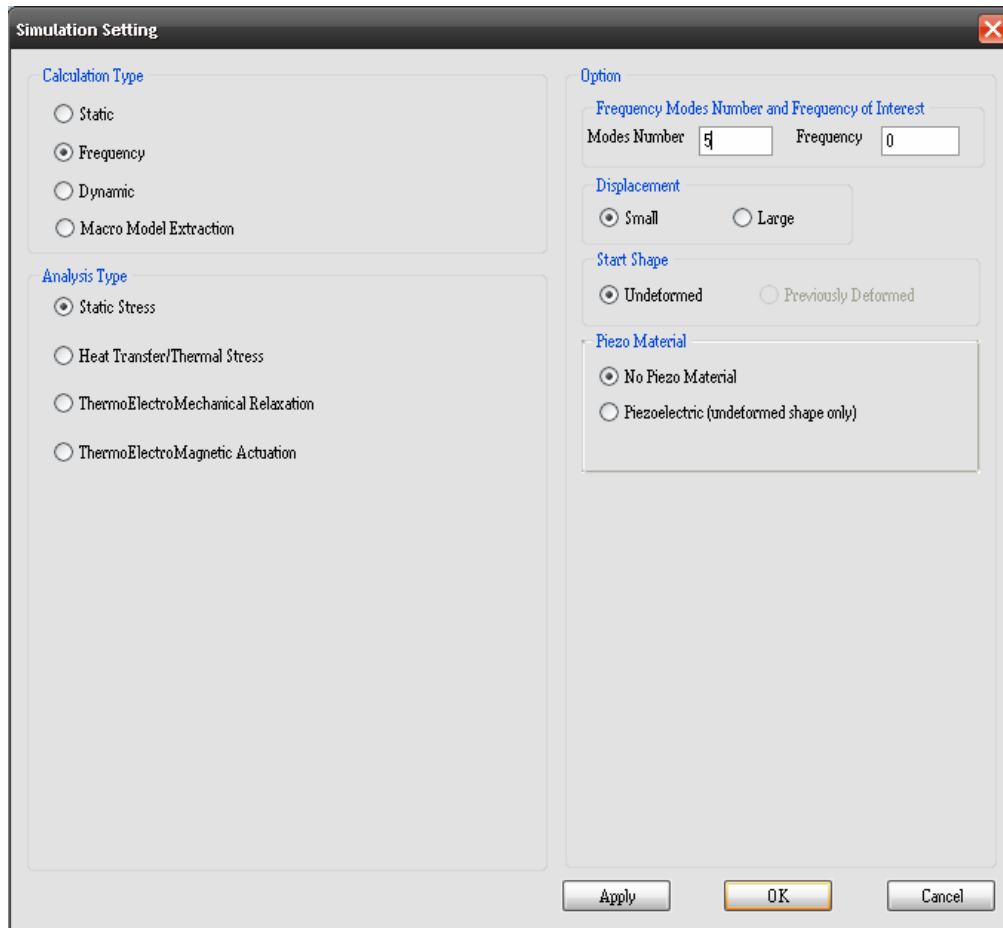 Simulation Setting
Calculation Type
Static
Frequency
Dynamic
Macro Model Extraction
Analysis Type
Static Stress
Heat Transfer/Thermal Stress
ThermoElectroMechanical Relaxation
ThermoElectroMagnetic Actuation
Option
Frequency Modes Number and Frequency of Interest
Modes Number 5 Frequency 0
Displacement
Small Large
Start Shape
Undeformed Previously Deformed
Piezo Material
No Piezo Material
Piezoelectric (undeformed shape only)
Apply OK Cancel